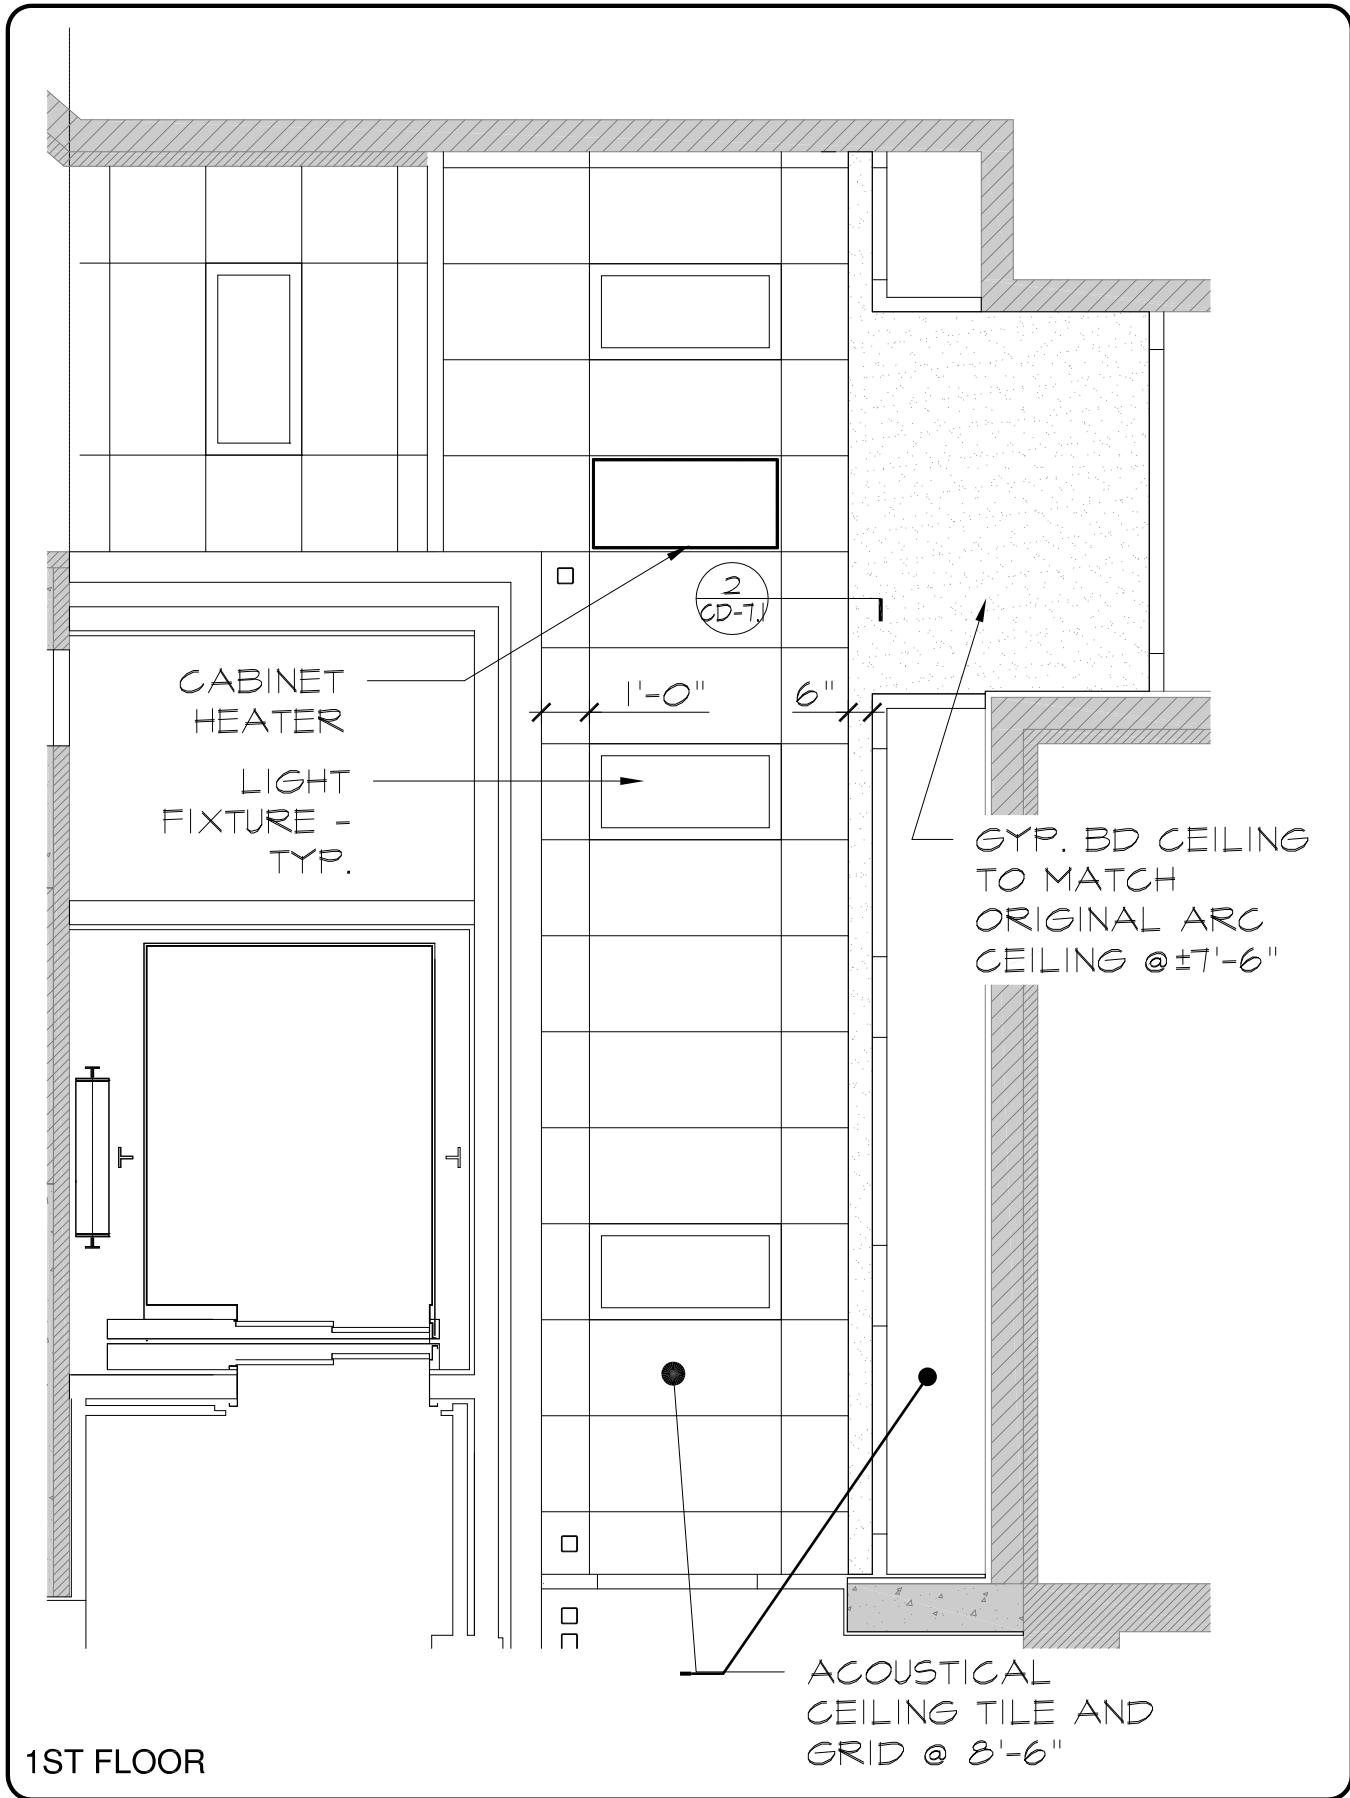 2
CD-7.1
CABINET
HEATER
1'-0"
6"
LIGHT
FIXTURE -
TYP.
GYP. BD CEILING
TO MATCH
ORIGINAL ARC
CEILING @ ±7'-6"
ACOUSTICAL
CEILING TILE AND
GRID @ 8'-6"
1ST FLOOR